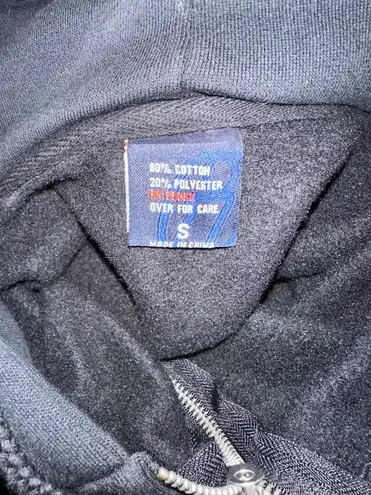 80% COTTON
20% POLYESTER
OVER FOR CARE
S
MADE IN CHINA